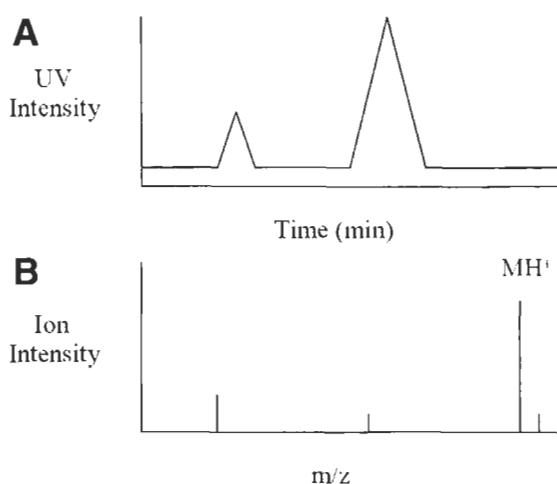 A
UV
Intensity
Time (min)
B
MH⁺
Ion
Intensity
m/z